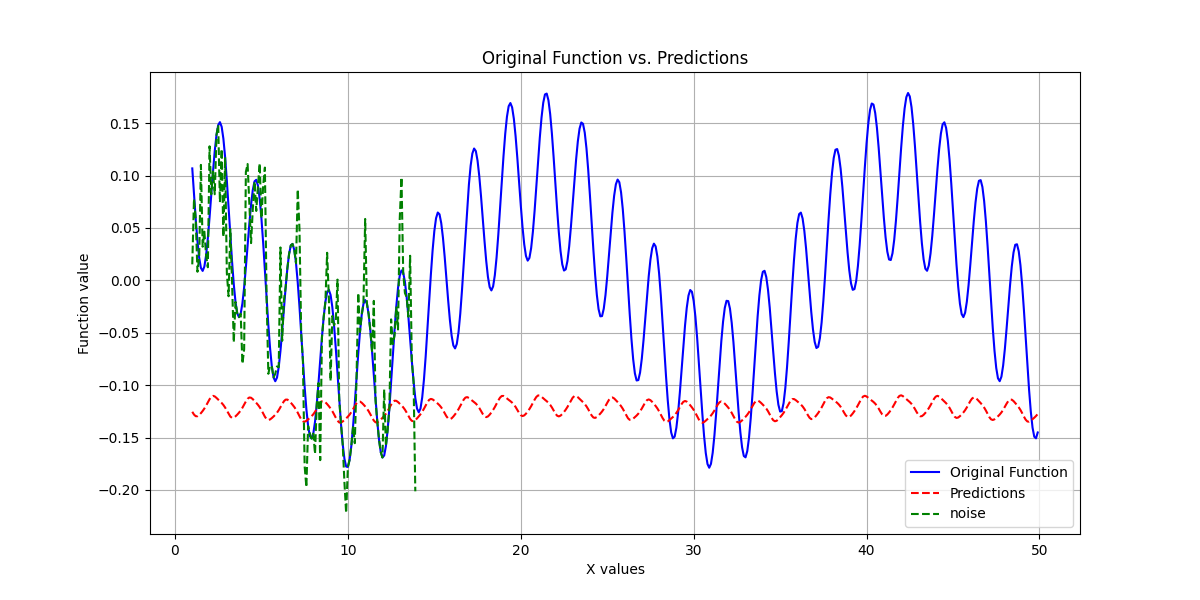 Original Function vs. Predictions
Function value
0.15
0.10
0.05
0.00
−0.05
−0.10
−0.15
−0.20
Original Function
Predictions
noise
0 10 20 30 40 50
X values